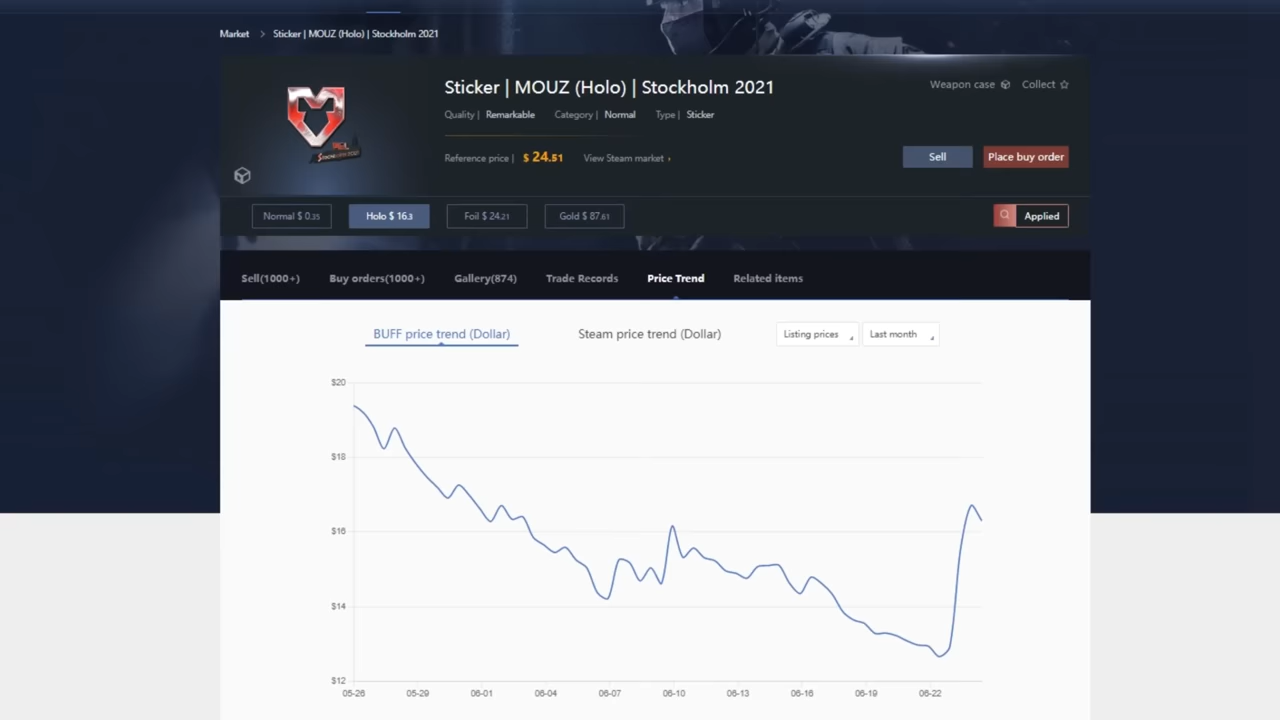 Market > Sticker | MOUZ (Holo) | Stockholm 2021
Sticker | MOUZ (Holo) | Stockholm 2021
Weapon case Collect
Quality | Remarkable Category | Normal Type | Sticker
Reference price | $ 24.51 View Steam market ›
Sell Place buy order
Normal $ 0.35 Holo $ 16.3 Foil $ 24.21 Gold $ 87.61 Applied
Sell(1000+) Buy orders(1000+) Gallery(874) Trade Records Price Trend Related items
BUFF price trend (Dollar) Steam price trend (Dollar) Listing prices Last month
$20
$18
$16
$14
$12
05-26 05-29 06-01 06-04 06-07 06-10 06-13 06-16 06-19 06-22